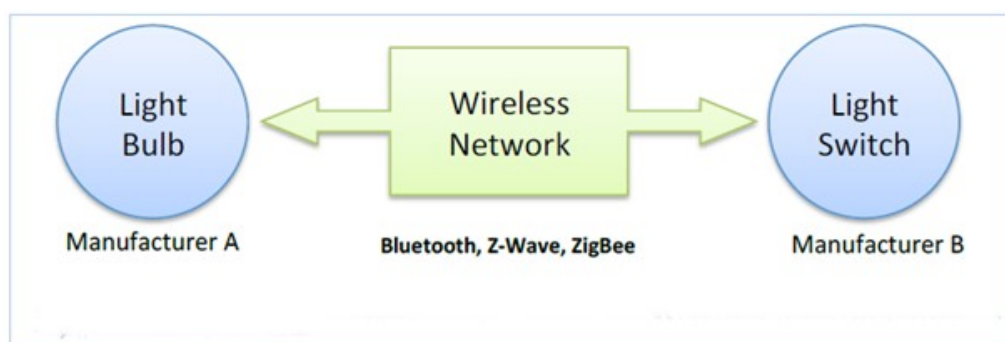 Light
Bulb
Wireless
Network
Light
Switch
Manufacturer A
Bluetooth, Z-Wave, ZigBee
Manufacturer B